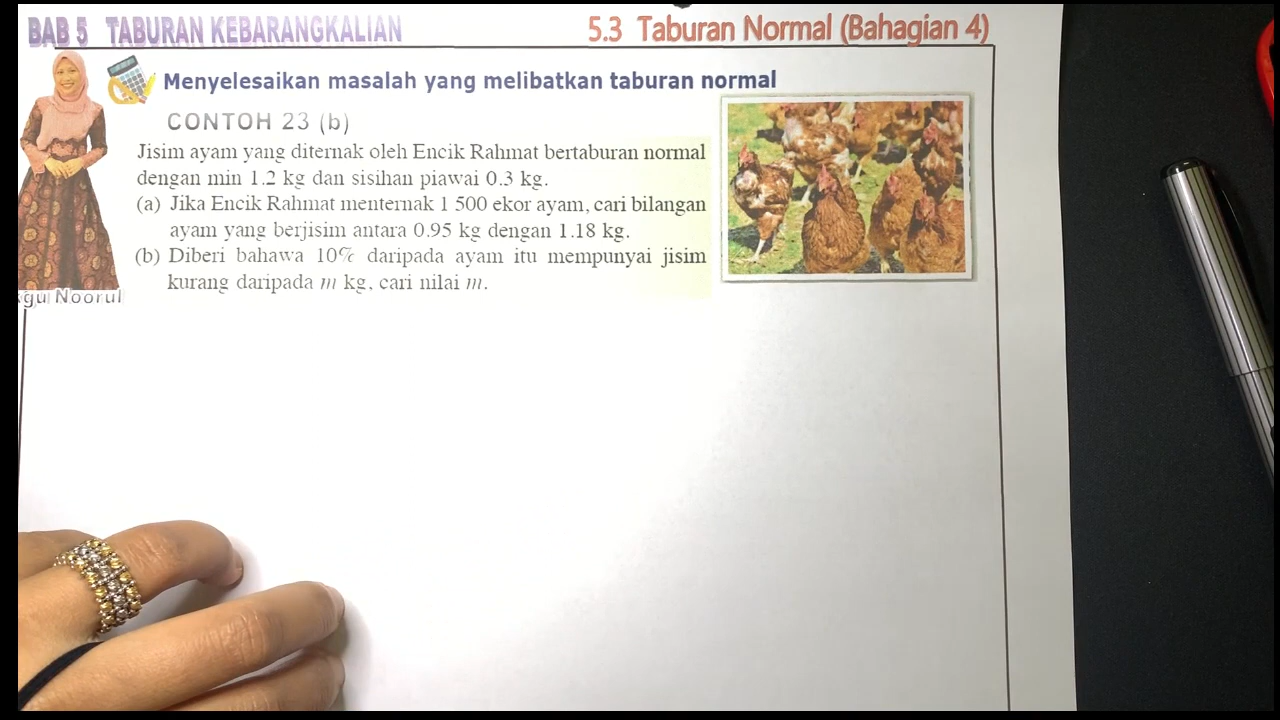 BAB 5 TABURAN KEBARANGKALIAN
5.3 Taburan Normal (Bahagian 4)
Menyelesaikan masalah yang melibatkan taburan normal
CONTOH 23 (b)
Jisim ayam yang diternak oleh Encik Rahmat bertaburan normal
dengan min 1.2 kg dan sisihan piawai 0.3 kg.
(a) Jika Encik Rahmat menternak 1 500 ekor ayam, cari bilangan
ayam yang berjisim antara 0.95 kg dengan 1.18 kg.
(b) Diberi bahawa 10% daripada ayam itu mempunyai jisim
kurang daripada m kg, cari nilai m.
Noorul